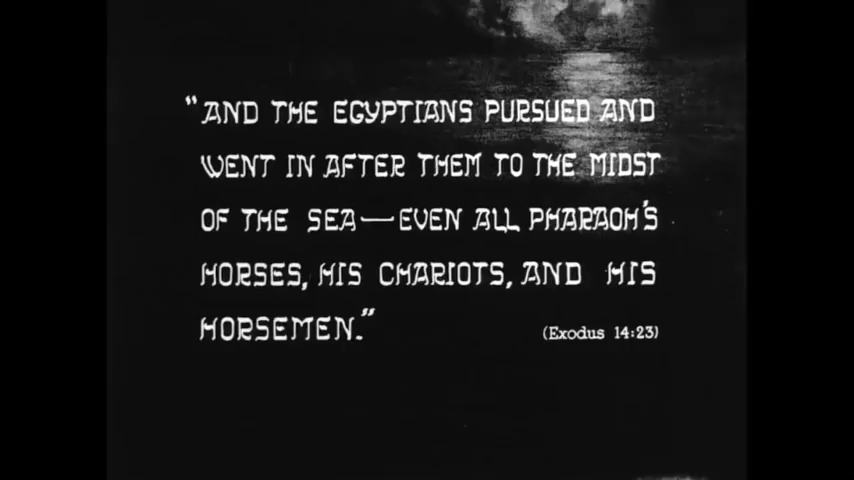 "AND THE EGYPTIANS PURSUED AND
WENT IN AFTER THEM TO THE MIDST
OF THE SEA—EVEN ALL PHARAOH'S
HORSES, HIS CHARIOTS, AND HIS
HORSEMEN."
(Exodus 14:23)